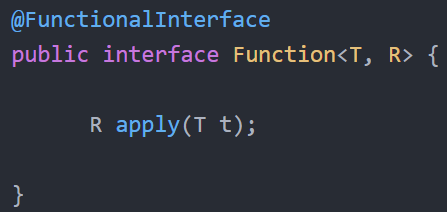 @FunctionalInterface
public interface Function<T, R> {
R apply(T t);
}